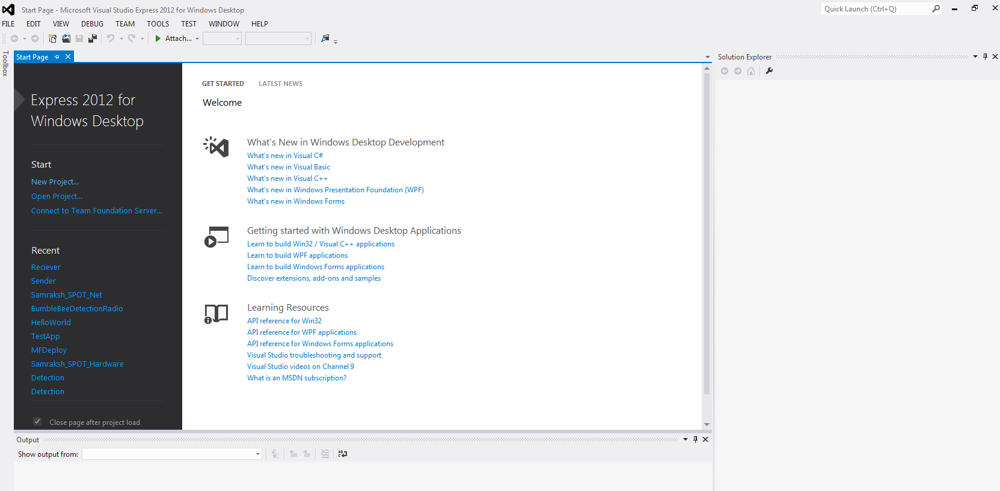 Start Page - Microsoft Visual Studio Express 2012 for Windows Desktop
Quick Launch (Ctrl+Q)
FILE EDIT VIEW DEBUG TEAM TOOLS TEST WINDOW HELP
Attach...
Toolbox
Start Page
Solution Explorer
Express 2012 for
Windows Desktop
Start
New Project...
Open Project...
Connect to Team Foundation Server...
Recent
Reciever
Sender
Samraksh_SPOT_Net
BumbleBeeDetectionRadio
HelloWorld
TestApp
MFDeploy
Samraksh_SPOT_Hardware
Detection
Detection
Close page after project load
GET STARTED LATEST NEWS
Welcome
What's New in Windows Desktop Development
What's new in Visual C#
What's new in Visual Basic
What's new in Visual C++
What's new in Windows Presentation Foundation (WPF)
What's new in Windows Forms
Getting started with Windows Desktop Applications
Learn to build Win32 / Visual C++ applications
Learn to build WPF applications
Learn to build Windows Forms applications
Discover extensions, add-ons and samples
Learning Resources
API reference for Win32
API reference for WPF applications
API reference for Windows Forms applications
Visual Studio troubleshooting and support
Visual Studio videos on Channel 9
What is an MSDN subscription?
Output
Show output from: